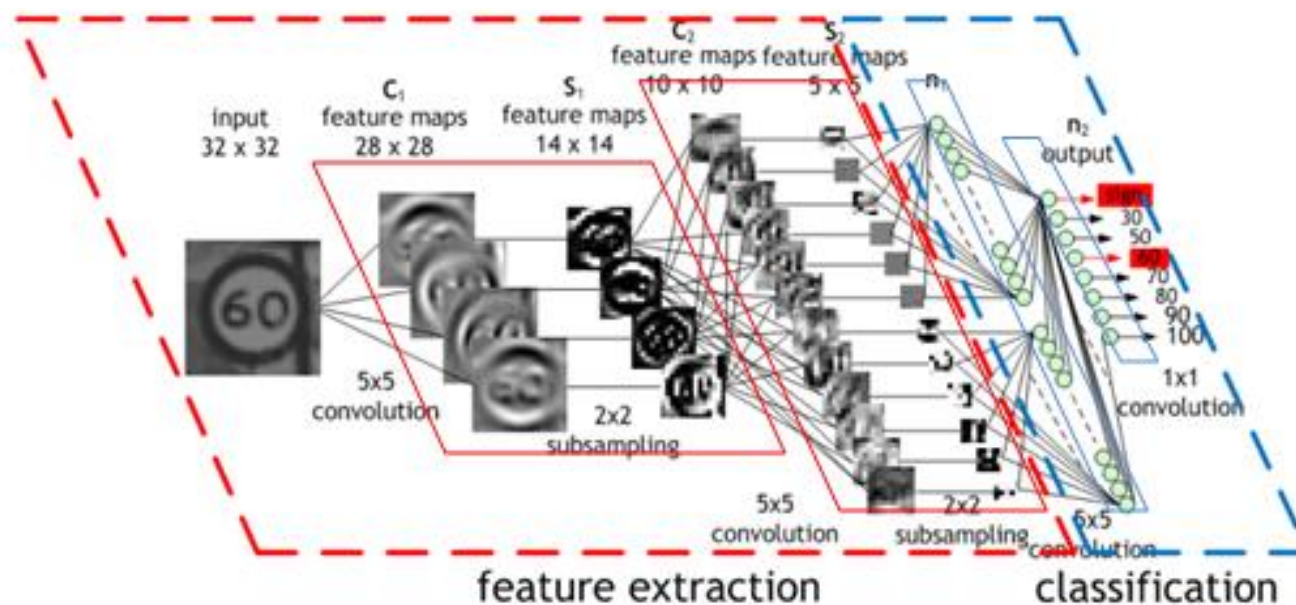 input
32 x 32
C1
feature maps
28 x 28
S1
feature maps
14 x 14
C2
feature maps
10 x 10
S2
feature maps
5 x 5
n1
n2
output
60
5x5
convolution
2x2
subsampling
5x5
convolution
2x2
subsampling
5x5
convolution
1x1
convolution
sign
30
50
60
70
80
90
100
feature extraction
classification